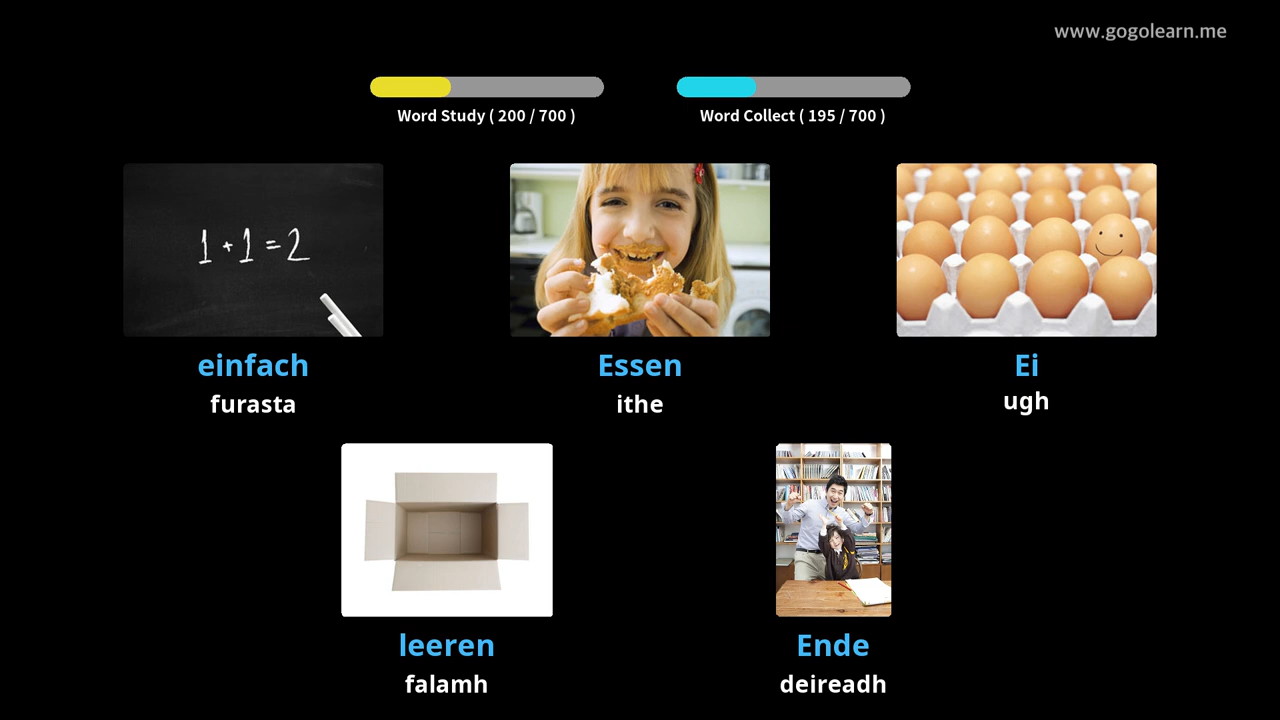 www.gogolearn.me
Word Study ( 200 / 700 )
Word Collect ( 195 / 700 )
1 + 1 = 2
einfach
furasta
Essen
ithe
Ei
ugh
leeren
falamh
Ende
deireadh